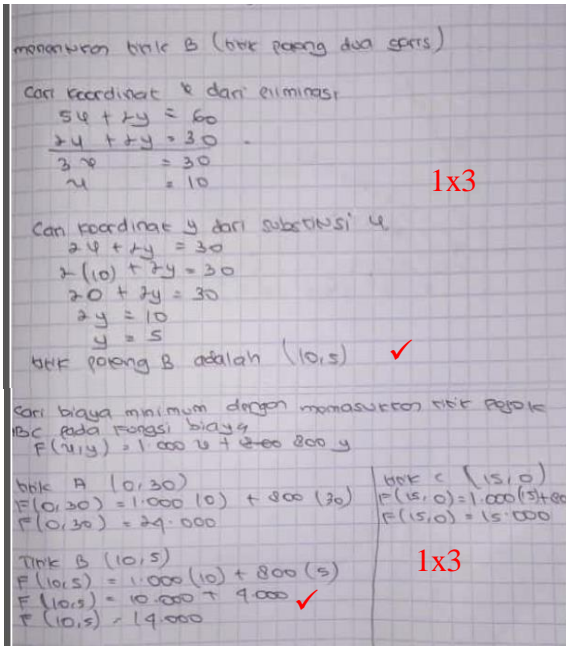 menentukan titik B (titik potong dua garis)
Cari koordinat x dari eliminasi
5x + 2y = 60
2x + 2y = 30 -
3x = 30
x = 10
1x3
Cari koordinat y dari substitusi x
2x + 2y = 30
2(10) + 2y = 30
20 + 2y = 30
2y = 10
y = 5
titik potong B adalah (10,5) ✓
Cari biaya minimum dengan memasukkan titik pojok
BC pada fungsi biaya
F(x,y) = 1.000 x + 800 y
titik A (0,30)
F(0,30) = 1.000 (0) + 800 (30)
F(0,30) = 24.000
titik C (15,0)
F(15,0) = 1.000(15) + 80
F(15,0) = 15.000
Titik B (10,5)
F(10,5) = 1.000 (10) + 800 (5)
F(10,5) = 10.000 + 4.000 ✓
F(10,5) = 14.000
1x3